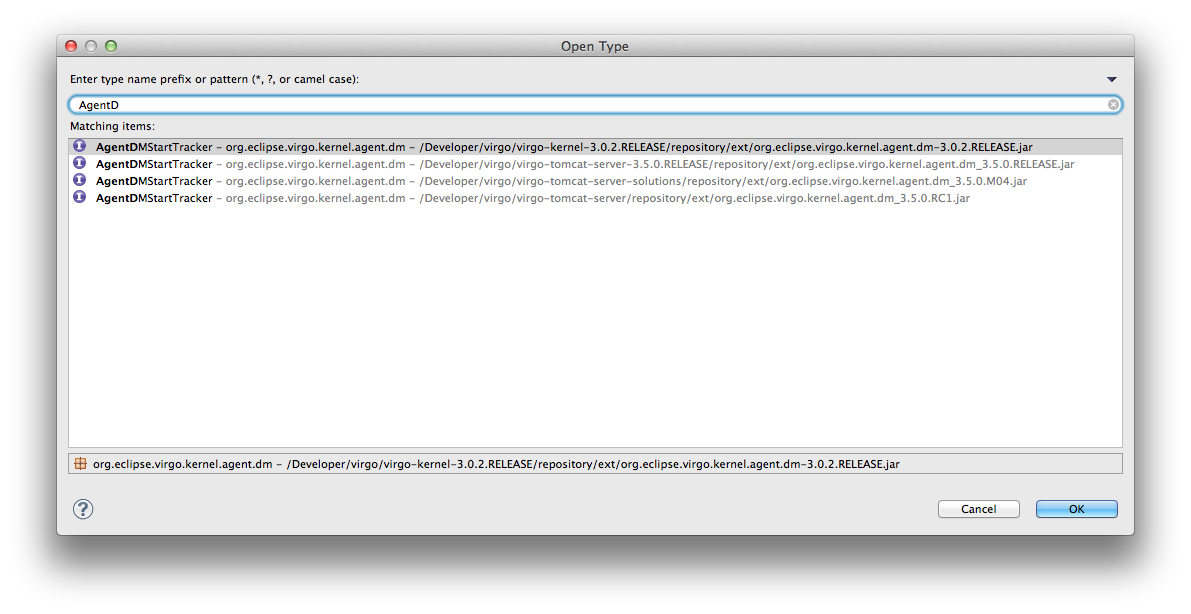 Open Type
Enter type name prefix or pattern (*, ?, or camel case):
AgentD
Matching items:
I AgentDMStartTracker – org.eclipse.virgo.kernel.agent.dm – /Developer/virgo/virgo-kernel-3.0.2.RELEASE/repository/ext/org.eclipse.virgo.kernel.agent.dm-3.0.2.RELEASE.jar
I AgentDMStartTracker – org.eclipse.virgo.kernel.agent.dm – /Developer/virgo/virgo-tomcat-server-3.5.0.RELEASE/repository/ext/org.eclipse.virgo.kernel.agent.dm_3.5.0.RELEASE.jar
I AgentDMStartTracker – org.eclipse.virgo.kernel.agent.dm – /Developer/virgo/virgo-tomcat-server-solutions/repository/ext/org.eclipse.virgo.kernel.agent.dm_3.5.0.M04.jar
I AgentDMStartTracker – org.eclipse.virgo.kernel.agent.dm – /Developer/virgo/virgo-tomcat-server/repository/ext/org.eclipse.virgo.kernel.agent.dm_3.5.0.RC1.jar
org.eclipse.virgo.kernel.agent.dm – /Developer/virgo/virgo-kernel-3.0.2.RELEASE/repository/ext/org.eclipse.virgo.kernel.agent.dm-3.0.2.RELEASE.jar
? Cancel OK